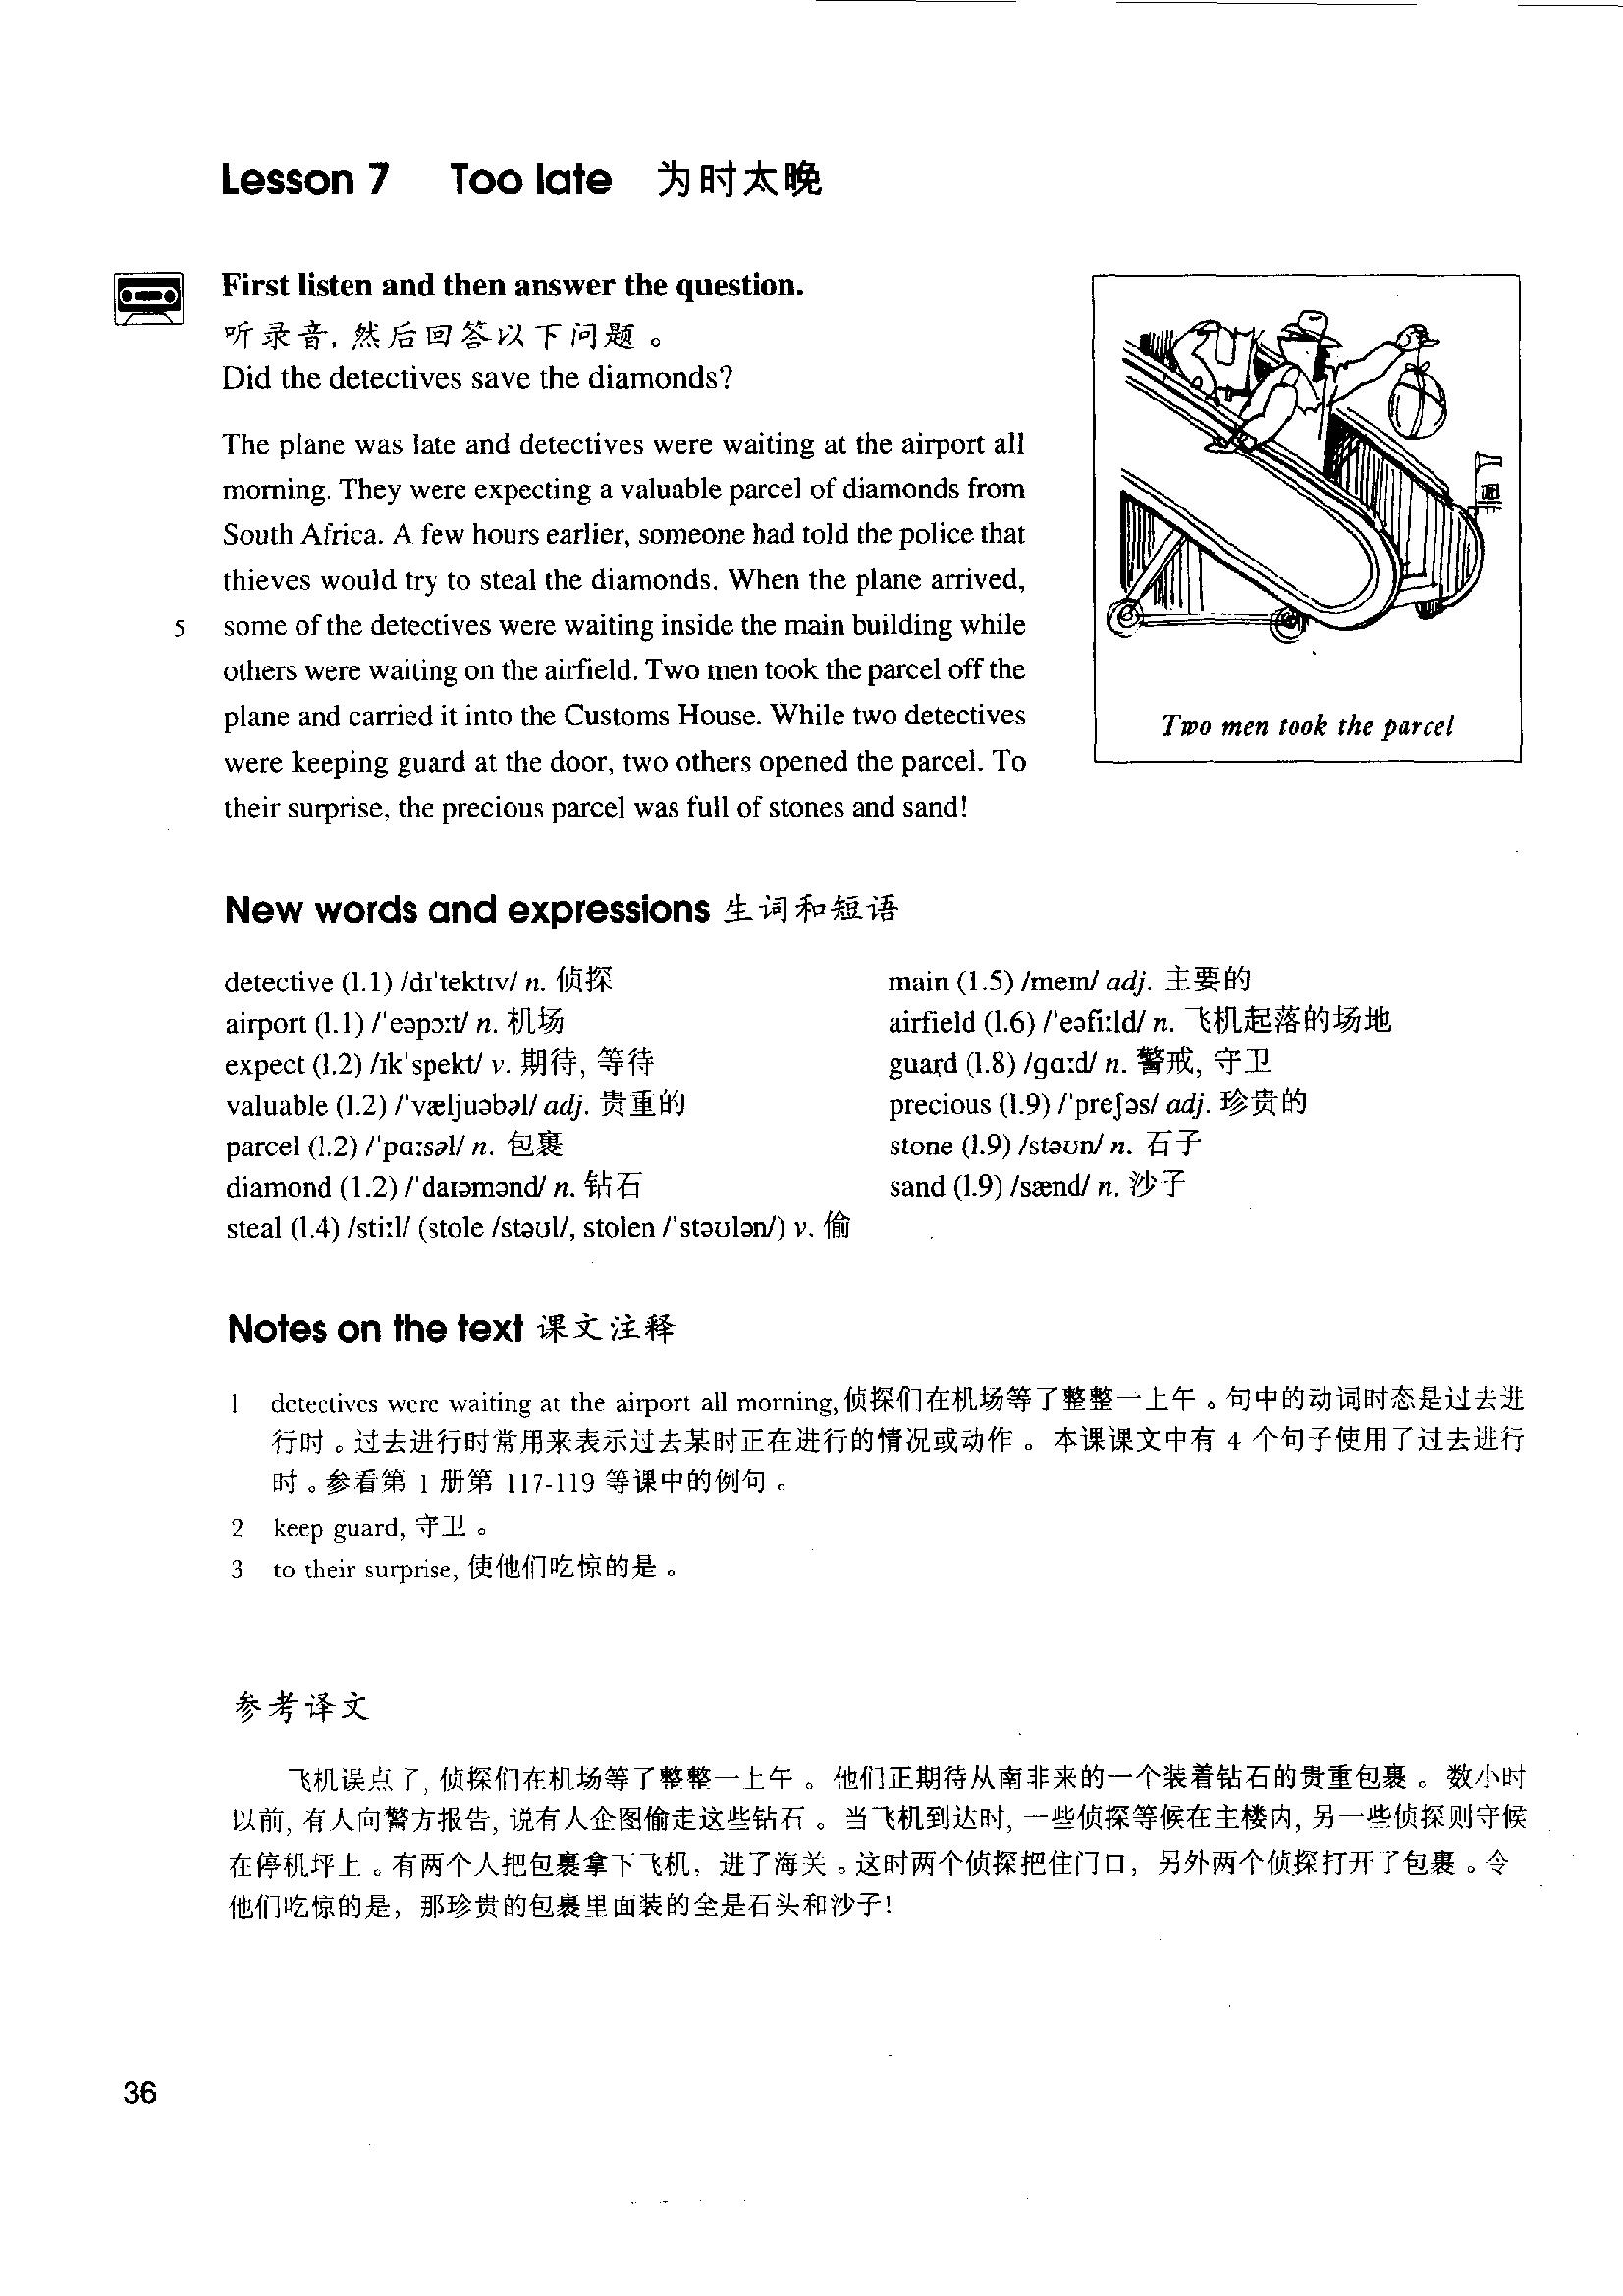 Lesson 7 Too late 为时太晚
First listen and then answer the question.
听录音, 然后回答以下问题。
Did the detectives save the diamonds?
The plane was late and detectives were waiting at the airport all
morning. They were expecting a valuable parcel of diamonds from
South Africa. A few hours earlier, someone had told the police that
thieves would try to steal the diamonds. When the plane arrived,
5 some of the detectives were waiting inside the main building while
others were waiting on the airfield. Two men took the parcel off the
plane and carried it into the Customs House. While two detectives
were keeping guard at the door, two others opened the parcel. To
their surprise, the precious parcel was full of stones and sand!
Two men took the parcel
New words and expressions 生词和短语
detective (l.1) /dɪ'tektɪv/ n. 侦探
airport (l.1) /'eəpɔːt/ n. 机场
expect (l.2) /ɪk'spekt/ v. 期待, 等待
valuable (l.2) /'væljuəbəl/ adj. 贵重的
parcel (l.2) /'pɑːsəl/ n. 包裹
diamond (l.2) /'daɪəmənd/ n. 钻石
steal (l.4) /stiːl/ (stole /stəʊl/, stolen /'stəʊlən/) v. 偷
main (l.5) /meɪn/ adj. 主要的
airfield (l.6) /'eəfiːld/ n. 飞机起落的场地
guard (l.8) /gɑːd/ n. 警戒, 守卫
precious (l.9) /'preʃəs/ adj. 珍贵的
stone (l.9) /stəʊn/ n. 石子
sand (l.9) /sænd/ n. 沙子
Notes on the text 课文注释
1 detectives were waiting at the airport all morning, 侦探们在机场等了整整一上午。句中的动词时态是过去进
行时。过去进行时常用来表示过去某时正在进行的情况或动作。本课课文中有 4 个句子使用了过去进行
时。参看第 1 册第 117-119 等课中的例句。
2 keep guard, 守卫。
3 to their surprise, 使他们吃惊的是。
参考译文
飞机误点了, 侦探们在机场等了整整一上午。他们正期待从南非来的一个装着钻石的贵重包裹。数小时
以前, 有人向警方报告, 说有人企图偷走这些钻石。当飞机到达时, 一些侦探等候在主楼内, 另一些侦探则守候
在停机坪上。有两个人把包裹拿下飞机, 进了海关。这时两个侦探把住门口, 另外两个侦探打开了包裹。令
他们吃惊的是, 那珍贵的包裹里面装的全是石头和沙子!
36